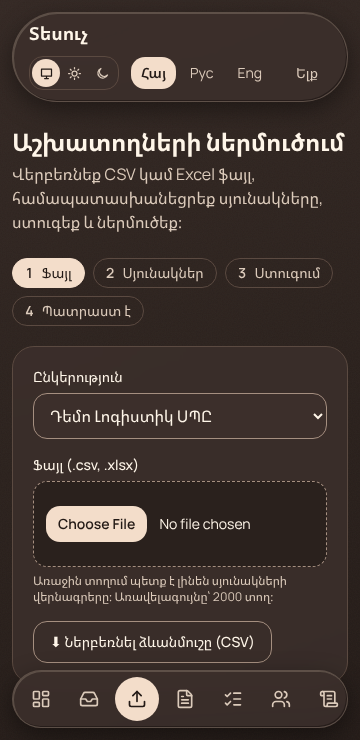 Տեսուչ
Հայ Рус Eng Ելք
Աշխատողների ներմուծում
Վերբեռնեք CSV կամ Excel ֆայլ,
համապատասխանեցրեք սյունակները,
ստուգեք և ներմուծեք։
1 Ֆայլ 2 Սյունակներ 3 Ստուգում
4 Պատրաստ է
Ընկերություն
Դեմո Լոգիստիկ ՍՊԸ
Ֆայլ (.csv, .xlsx)
Choose File No file chosen
Առաջին տողում պետք է լինեն սյունակների
վերնագրերը։ Առավելագույնը՝ 2000 տող։
⬇ Ներբեռնել ձևանմուշը (CSV)